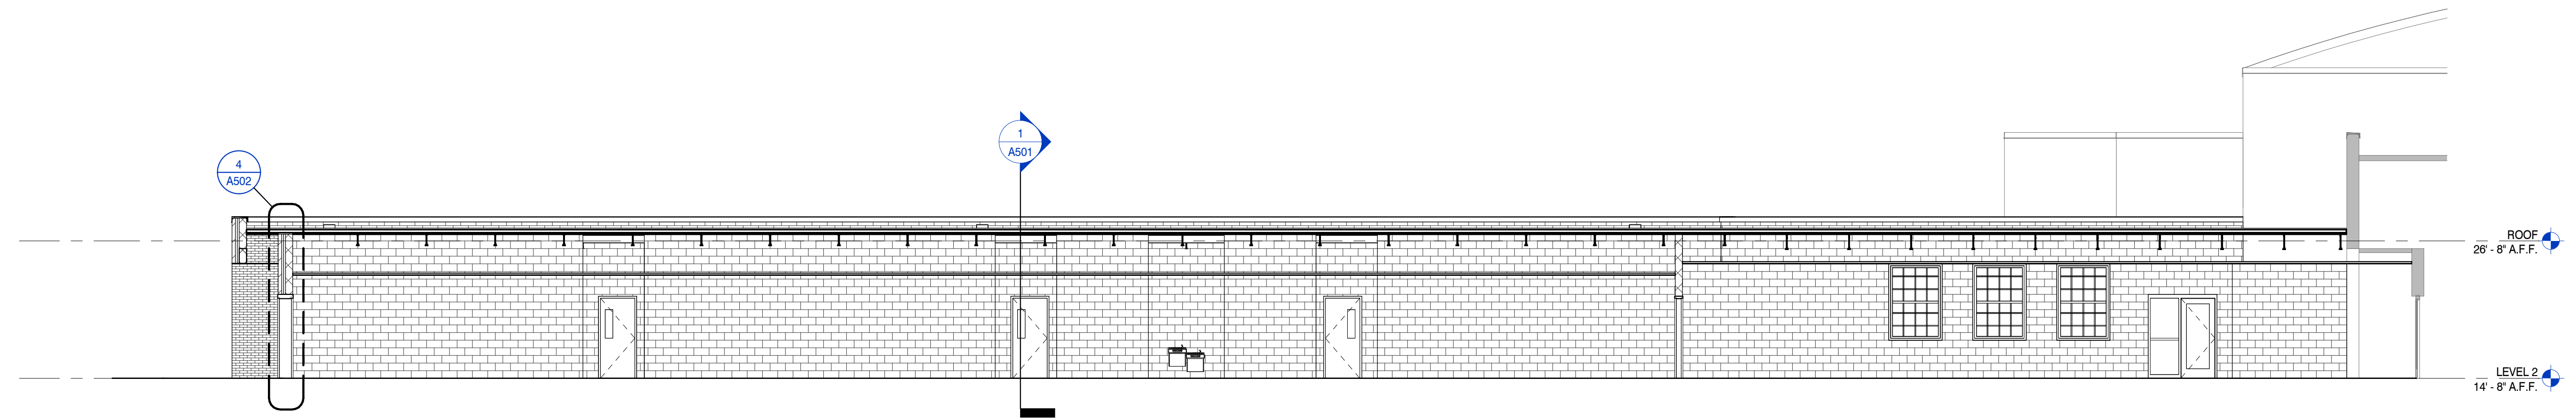 1
A501
4
A502
ROOF
26' - 8" A.F.F.
LEVEL 2
14' - 8" A.F.F.